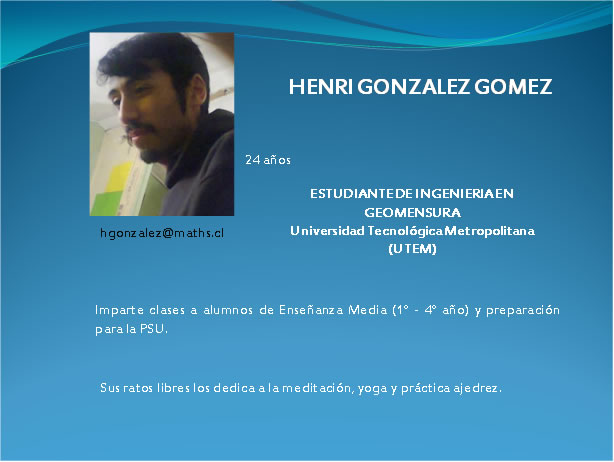 HENRI GONZALEZ GOMEZ
24 años
ESTUDIANTE DE INGENIERIA EN
GEOMENSURA
Universidad Tecnológica Metropolitana
(UTEM)
hgonzalez@maths.cl
Imparte clases a alumnos de Enseñanza Media (1° - 4° año) y preparación
para la PSU.
Sus ratos libres los dedica a la meditación, yoga y práctica ajedrez.